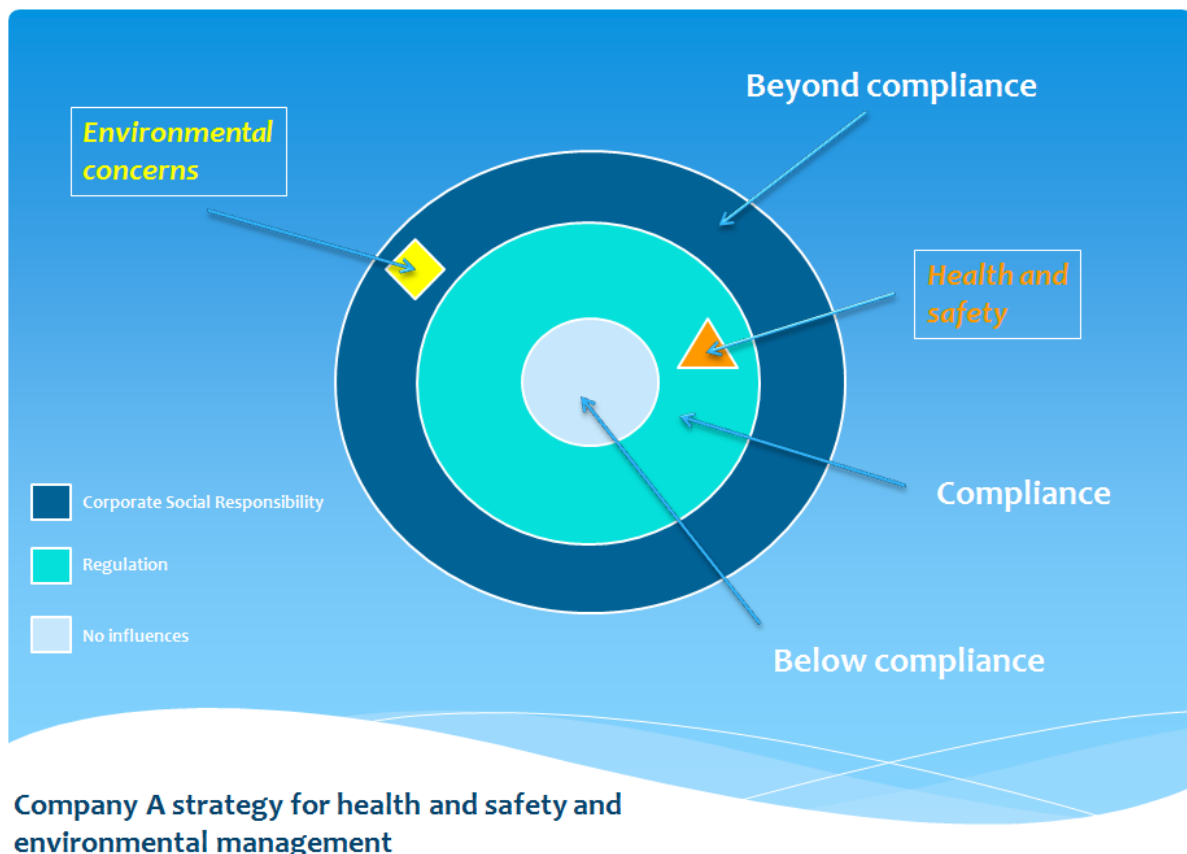 Beyond compliance
Environmental
concerns
Health and
safety
Compliance
Corporate Social Responsibility
Regulation
No influences
Below compliance
Company A strategy for health and safety and
environmental management